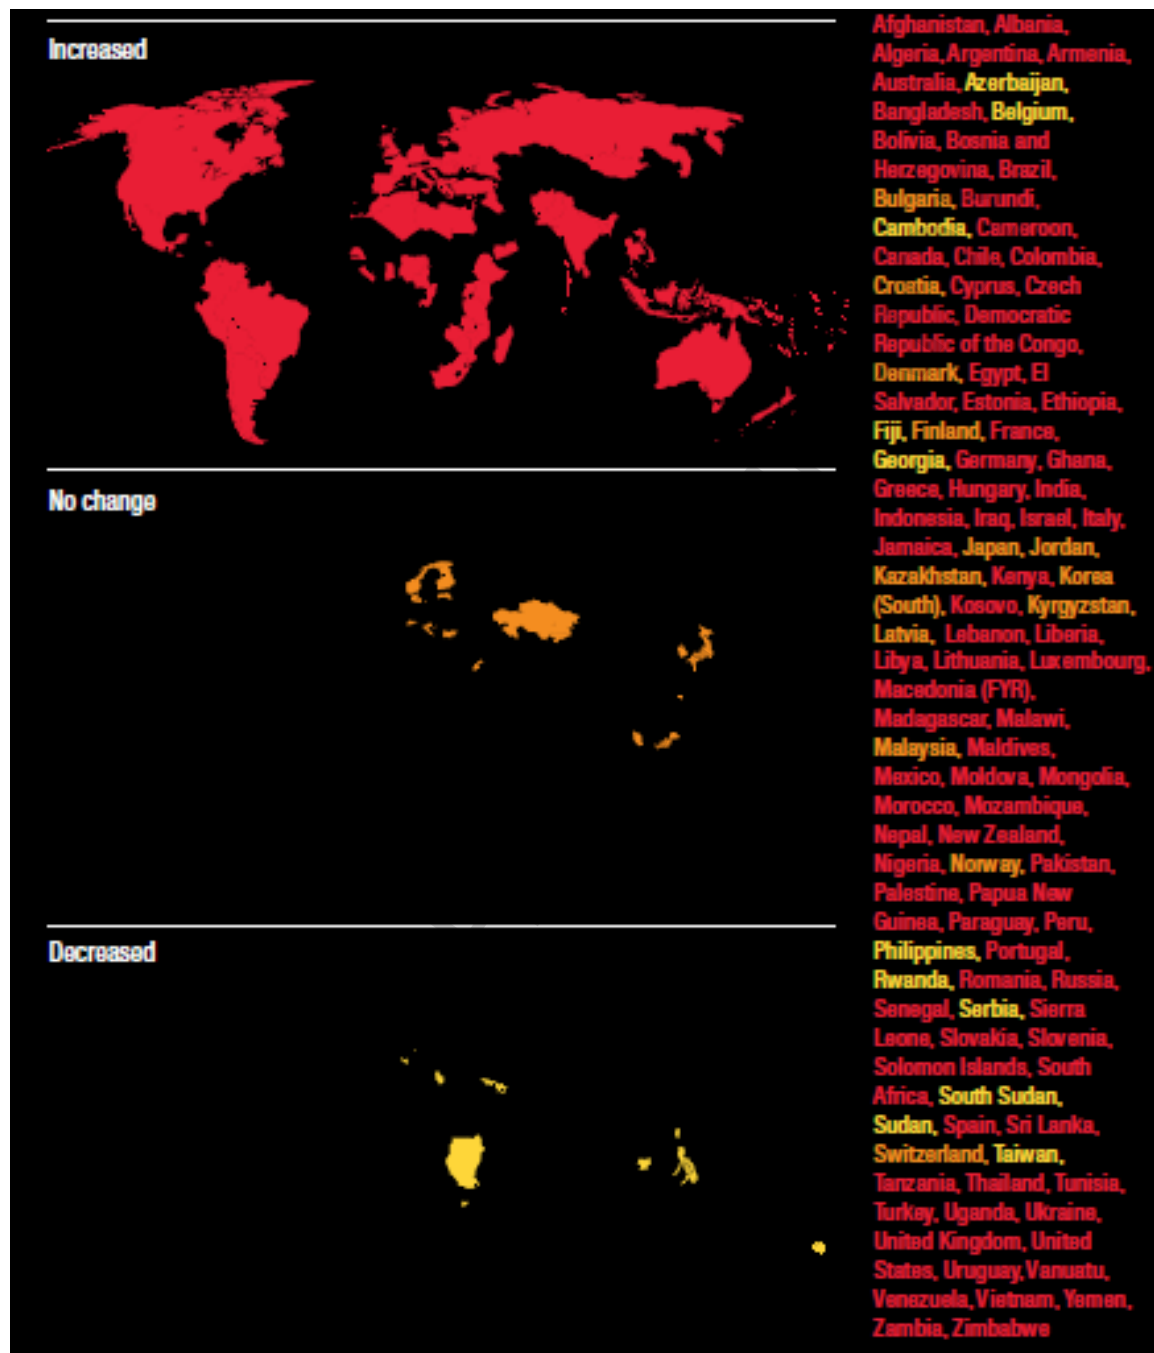 Increased
No change
Decreased
Afghanistan, Albania,
Algeria, Argentina, Armenia,
Australia, Azerbaijan,
Bangladesh, Belgium,
Bolivia, Bosnia and
Herzegovina, Brazil,
Bulgaria, Burundi,
Cambodia, Cameroon,
Canada, Chile, Colombia,
Croatia, Cyprus, Czech
Republic, Democratic
Republic of the Congo,
Denmark, Egypt, El
Salvador, Estonia, Ethiopia,
Fiji, Finland, France,
Georgia, Germany, Ghana,
Greece, Hungary, India,
Indonesia, Iraq, Israel, Italy,
Jamaica, Japan, Jordan,
Kazakhstan, Kenya, Korea
(South), Kosovo, Kyrgyzstan,
Latvia, Lebanon, Liberia,
Libya, Lithuania, Luxembourg,
Macedonia (FYR),
Madagascar, Malawi,
Malaysia, Maldives,
Mexico, Moldova, Mongolia,
Morocco, Mozambique,
Nepal, New Zealand,
Nigeria, Norway, Pakistan,
Palestine, Papua New
Guinea, Paraguay, Peru,
Philippines, Portugal,
Rwanda, Romania, Russia,
Senegal, Serbia, Sierra
Leone, Slovakia, Slovenia,
Solomon Islands, South
Africa, South Sudan,
Sudan, Spain, Sri Lanka,
Switzerland, Taiwan,
Tanzania, Thailand, Tunisia,
Turkey, Uganda, Ukraine,
United Kingdom, United
States, Uruguay, Vanuatu,
Venezuela, Vietnam, Yemen,
Zambia, Zimbabwe